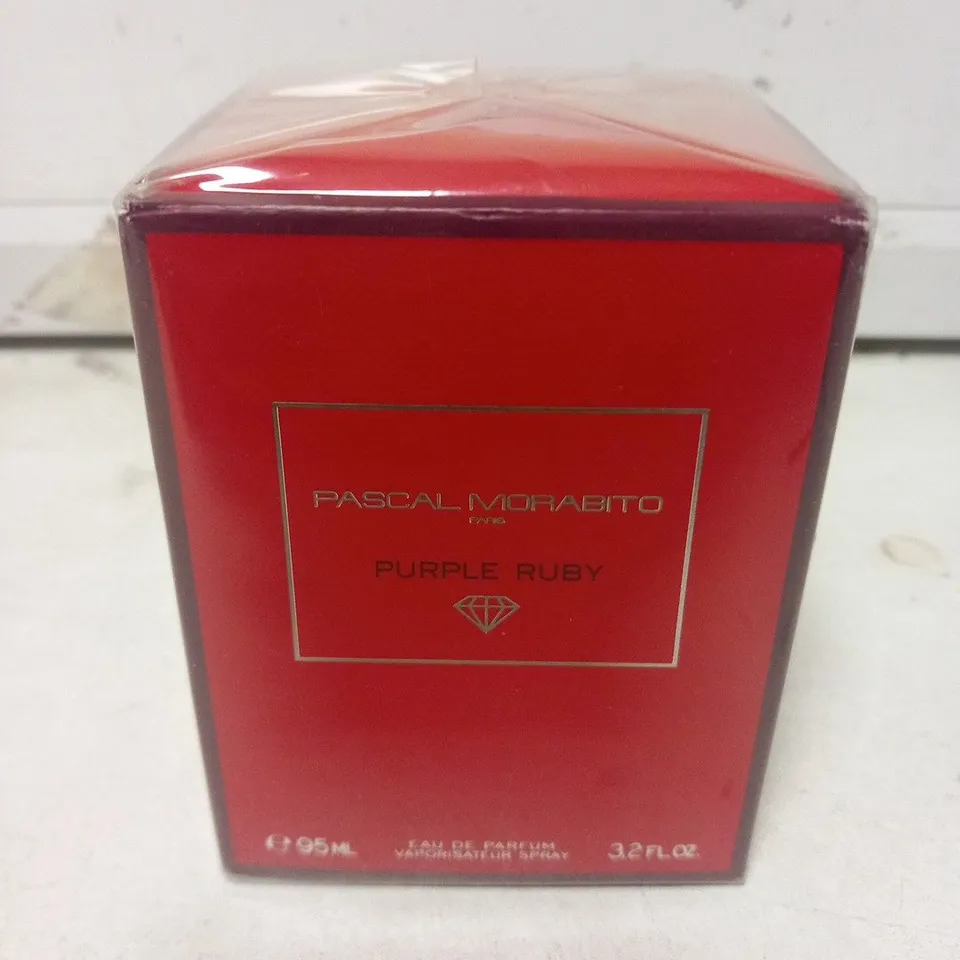 PASCAL MORABITO
PARIS
PURPLE RUBY
℮ 95 ML
EAU DE PARFUM
VAPORISATEUR SPRAY
3.2 FL.OZ.